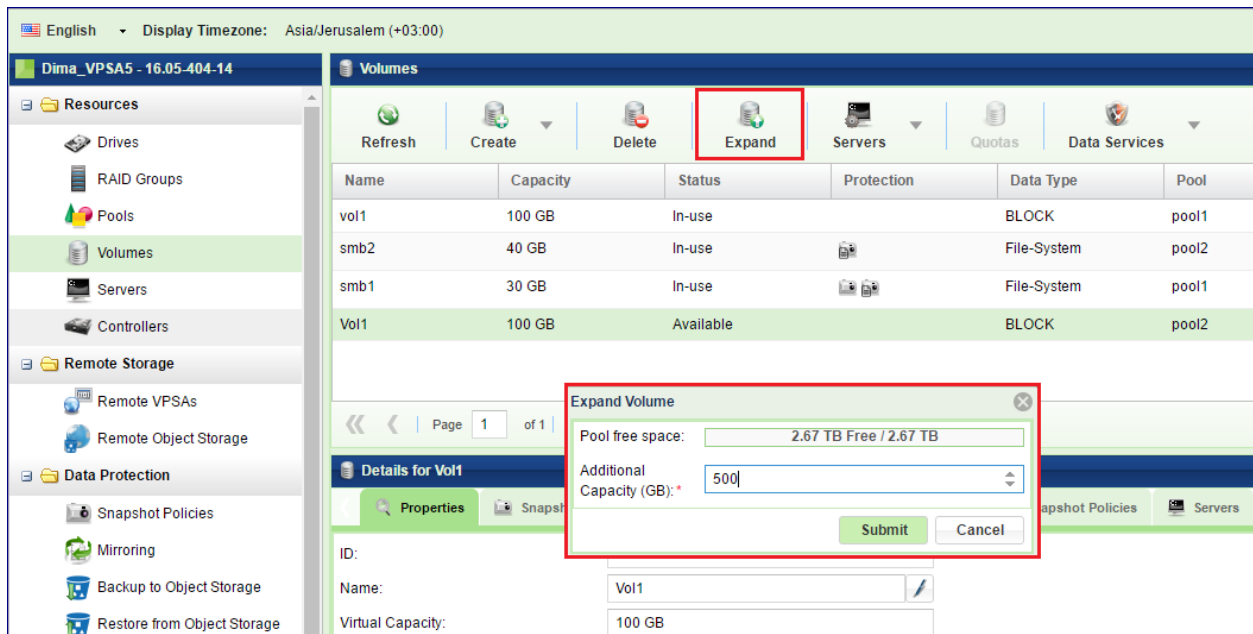 English Display Timezone: Asia/Jerusalem (+03:00)
Dima_VPSA5 - 16.05-404-14
Resources
Drives
RAID Groups
Pools
Volumes
Servers
Controllers
Remote Storage
Remote VPSAs
Remote Object Storage
Data Protection
Snapshot Policies
Mirroring
Backup to Object Storage
Restore from Object Storage
Volumes
Refresh Create Delete Expand Servers Quotas Data Services
Name Capacity Status Protection Data Type Pool
vol1 100 GB In-use BLOCK pool1
smb2 40 GB In-use File-System pool2
smb1 30 GB In-use File-System pool1
Vol1 100 GB Available BLOCK pool2
Page 1 of 1
Expand Volume
Pool free space: 2.67 TB Free / 2.67 TB
Additional
Capacity (GB): * 500
Submit Cancel
Details for Vol1
Properties Snapsh apshot Policies Servers
ID:
Name: Vol1
Virtual Capacity: 100 GB